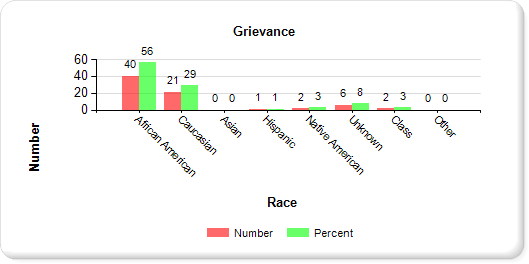 Grievance
60
40
20
0
40 56
21 29
0 0
1 1
2 3
6 8
2 3
0 0
Number
African American
Caucasian
Asian
Hispanic
Native American
Unknown
Class
Other
Race
Number Percent